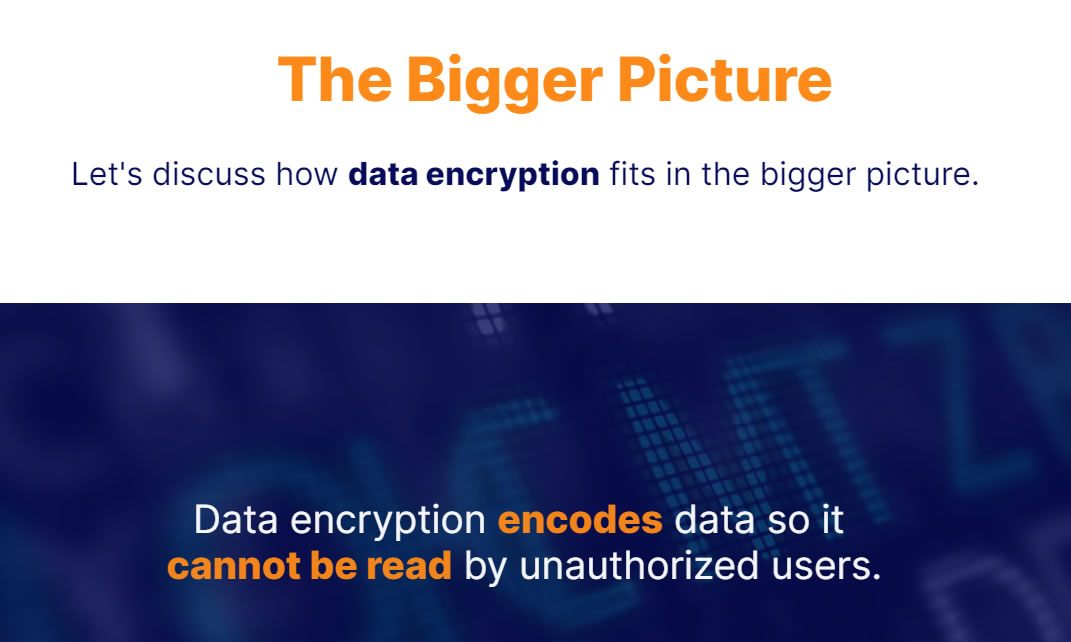 The Bigger Picture
Let's discuss how data encryption fits in the bigger picture.
Data encryption encodes data so it
cannot be read by unauthorized users.